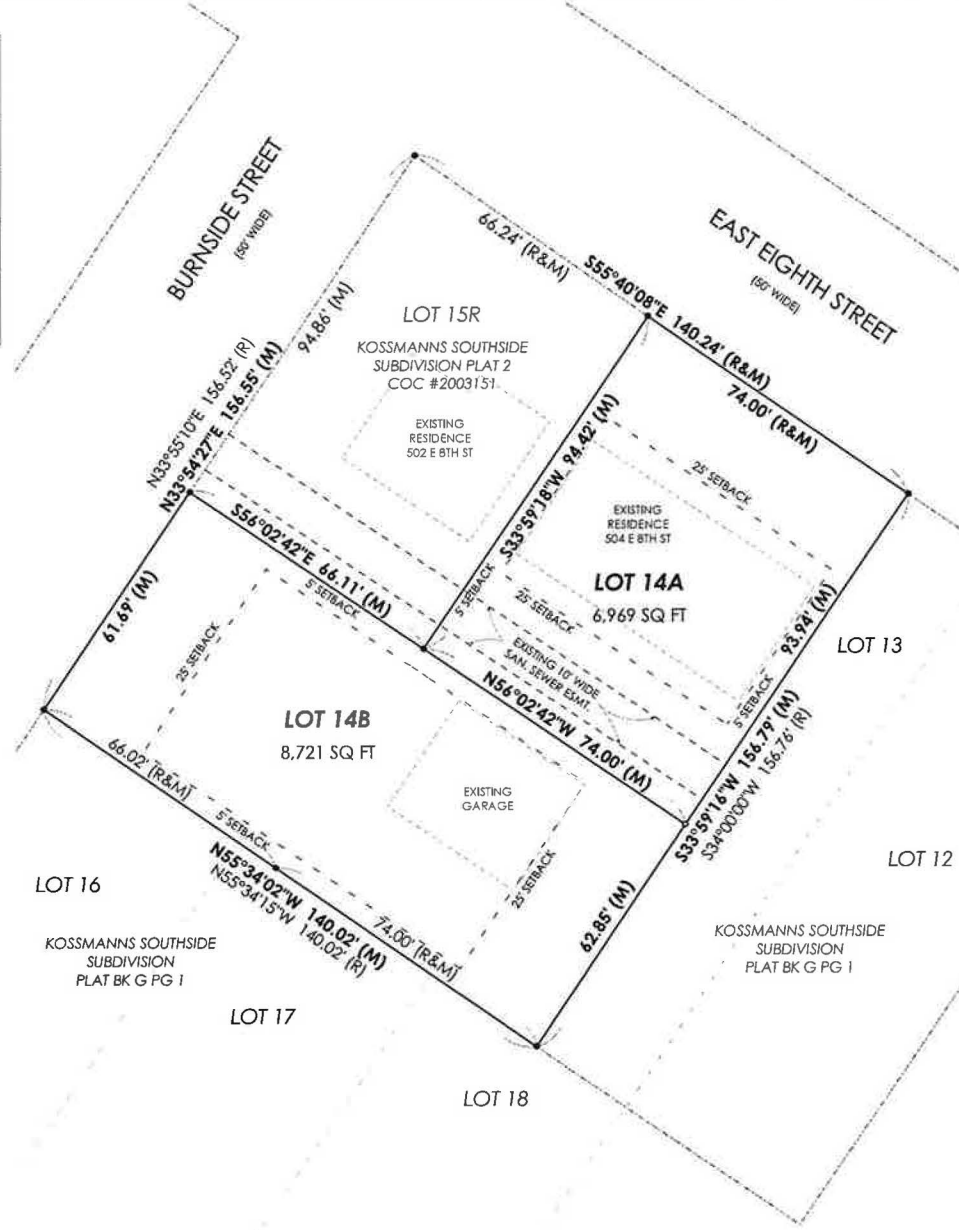 BURNSIDE STREET
(50' WIDE)
EAST EIGHTH STREET
(50' WIDE)
66.24' (R&M)
S55°40'08"E 140.24' (R&M)
74.00' (R&M)
94.86' (M)
N33°55'10"E 156.52' (R)
N33°54'27"E 156.55' (M)
LOT 15R
KOSSMANNS SOUTHSIDE
SUBDIVISION PLAT 2
COC #2003151
EXISTING
RESIDENCE
502 E 8TH ST
S33°59'18"W 94.42' (M)
25' SETBACK
EXISTING
RESIDENCE
504 E 8TH ST
LOT 14A
6,969 SQ FT
25' SETBACK
5' SETBACK
5' SETBACK
93.94' (M)
LOT 13
EXISTING 10' WIDE
SAN. SEWER ESMT.
S56°02'42"E 66.11' (M)
5' SETBACK
N56°02'42"W 74.00' (M)
S33°59'16"W 156.79' (M)
S34°00'00"W 156.76' (R)
61.69' (M)
25' SETBACK
LOT 14B
8,721 SQ FT
EXISTING
GARAGE
66.02' (R&M)
5' SETBACK
25' SETBACK
N55°34'02"W 140.02' (M)
N55°34'15"W 140.02' (R)
74.00' (R&M)
62.85' (M)
LOT 12
LOT 16
KOSSMANNS SOUTHSIDE
SUBDIVISION
PLAT BK G PG 1
KOSSMANNS SOUTHSIDE
SUBDIVISION
PLAT BK G PG 1
LOT 17
LOT 18